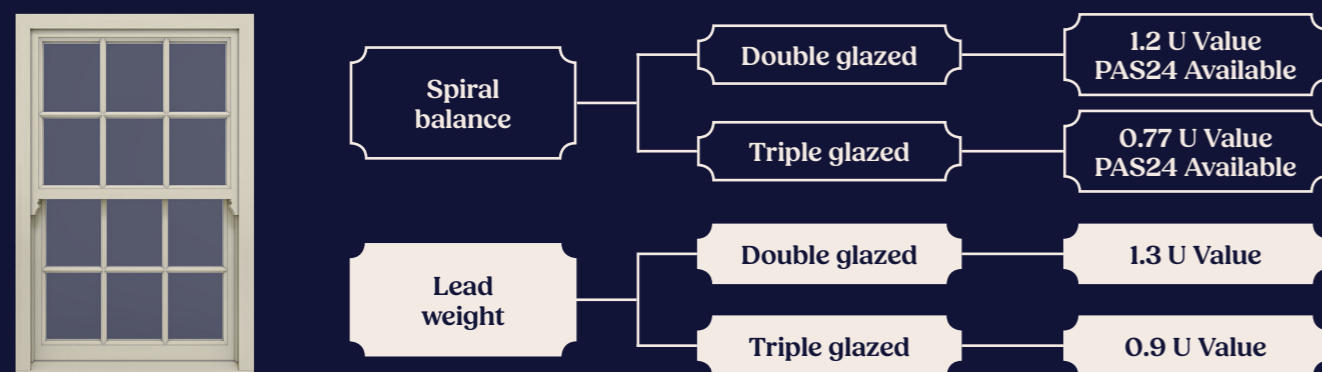 Spiral
balance
Double glazed
1.2 U Value
PAS24 Available
Triple glazed
0.77 U Value
PAS24 Available
Lead
weight
Double glazed
1.3 U Value
Triple glazed
0.9 U Value